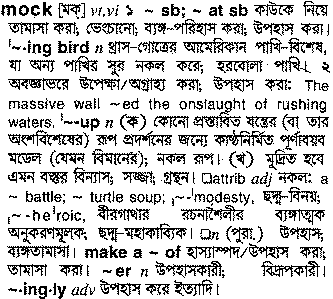 mock [মক] vt,vi ১ ~ sb; ~ at sb কাউকে নিয়ে
তামাসা করা, ভেংচানো; ব্যঙ্গ-পরিহাস করা; উপহাস করা।
ˈ~·ing bird n থ্রাস-গোত্রের আমেরিকান পাখি-বিশেষ,
যা অন্য পাখির সুর নকল করে; হরবোলা পাখি। ২
অবজ্ঞাভরে উপেক্ষা/অগ্রাহ্য করা; উপহাস করা: The
massive wall ~ed the onslaught of rushing
waters. ˈ~-up n (ক) কোনো প্রস্তাবিত যন্ত্রের (বা তার
অংশবিশেষের) রূপ প্রদর্শনের জন্যে কাষ্ঠনির্মিত পূর্ণাবয়ব
মডেল (যেমন বিমানের); নকল রূপ। (খ) মুদ্রিত হবে
এমন বস্তুর বিন্যাস; সজ্জা; গ্রন্থন। □attrib adj নকল: a
~ battle; ~ turtle soup; ˌ~-ˈmodesty, ছদ্ম-বিনয়;
ˌ~-heˈroic, বীরগাথার রচনাশৈলীর ব্যঙ্গাত্মক
অনুকরণমূলক; ছদ্ম-মহাকাব্যিক। □n (পুরা.) উপহাস;
ব্যঙ্গতামাসা। make a ~ of হাস্যাস্পদ/উপহাস করা;
তামাসা করা। ~·er n উপহাসকারী; বিদ্রূপকারী।
~·ing·ly adv উপহাস করে ইত্যাদি।